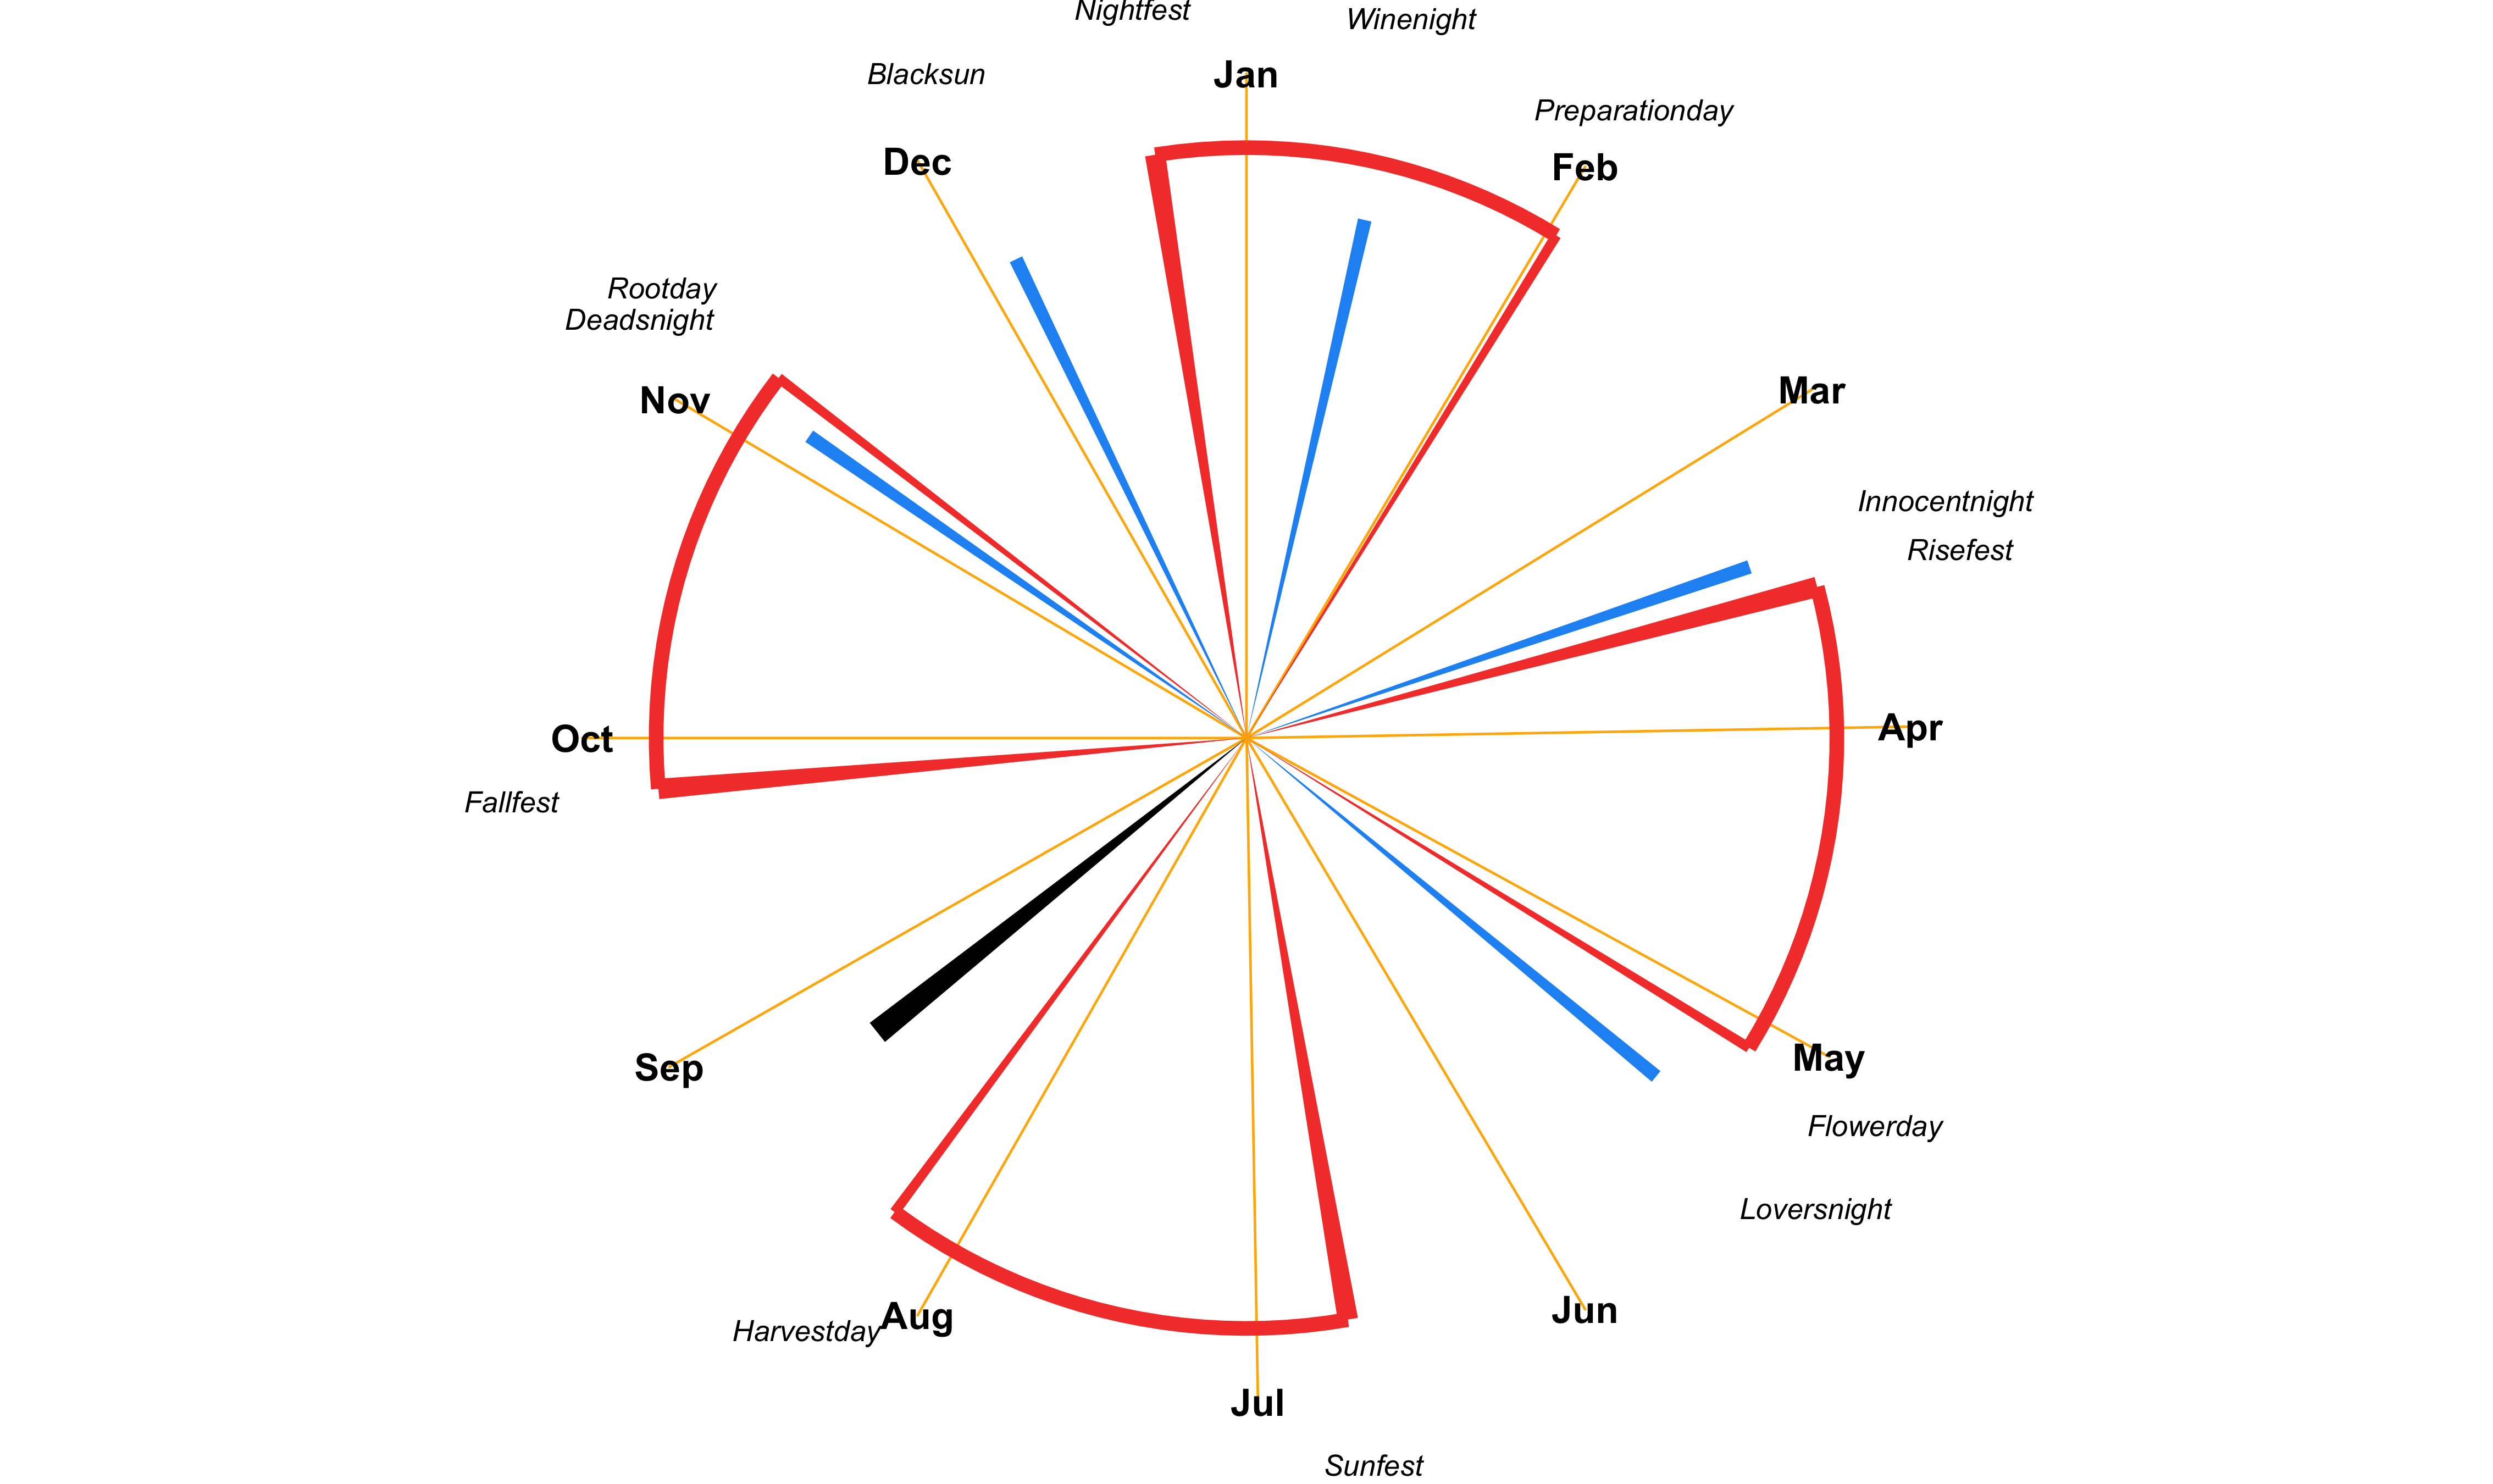 Nightfest
Winenight
Blacksun
Jan
Preparationday
Dec
Feb
Rootday
Deadsnight
Nov
Mar
Innocentnight
Risefest
Oct
Apr
Fallfest
Sep
May
Flowerday
Loversnight
Harvestday
Aug
Jun
Jul
Sunfest